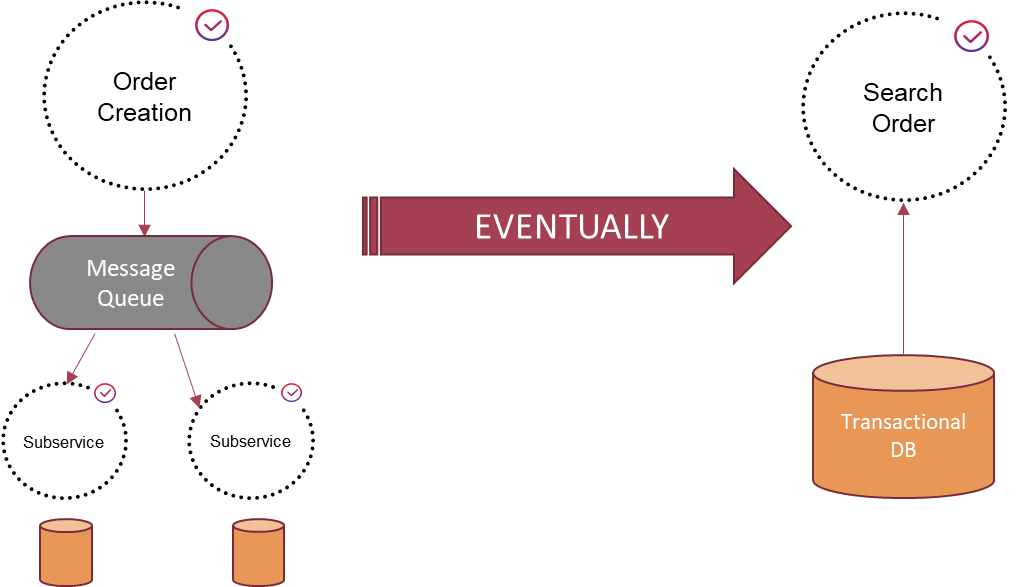 Order
Creation
Message
Queue
Subservice
Subservice
EVENTUALLY
Search
Order
Transactional
DB